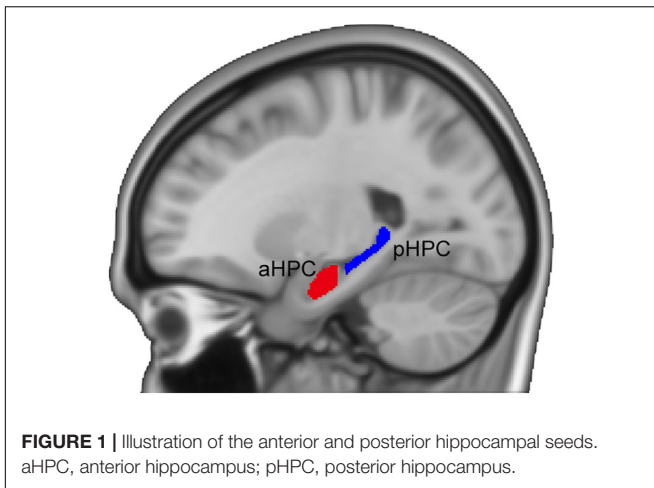 aHPC
pHPC
FIGURE 1 | Illustration of the anterior and posterior hippocampal seeds.
aHPC, anterior hippocampus; pHPC, posterior hippocampus.